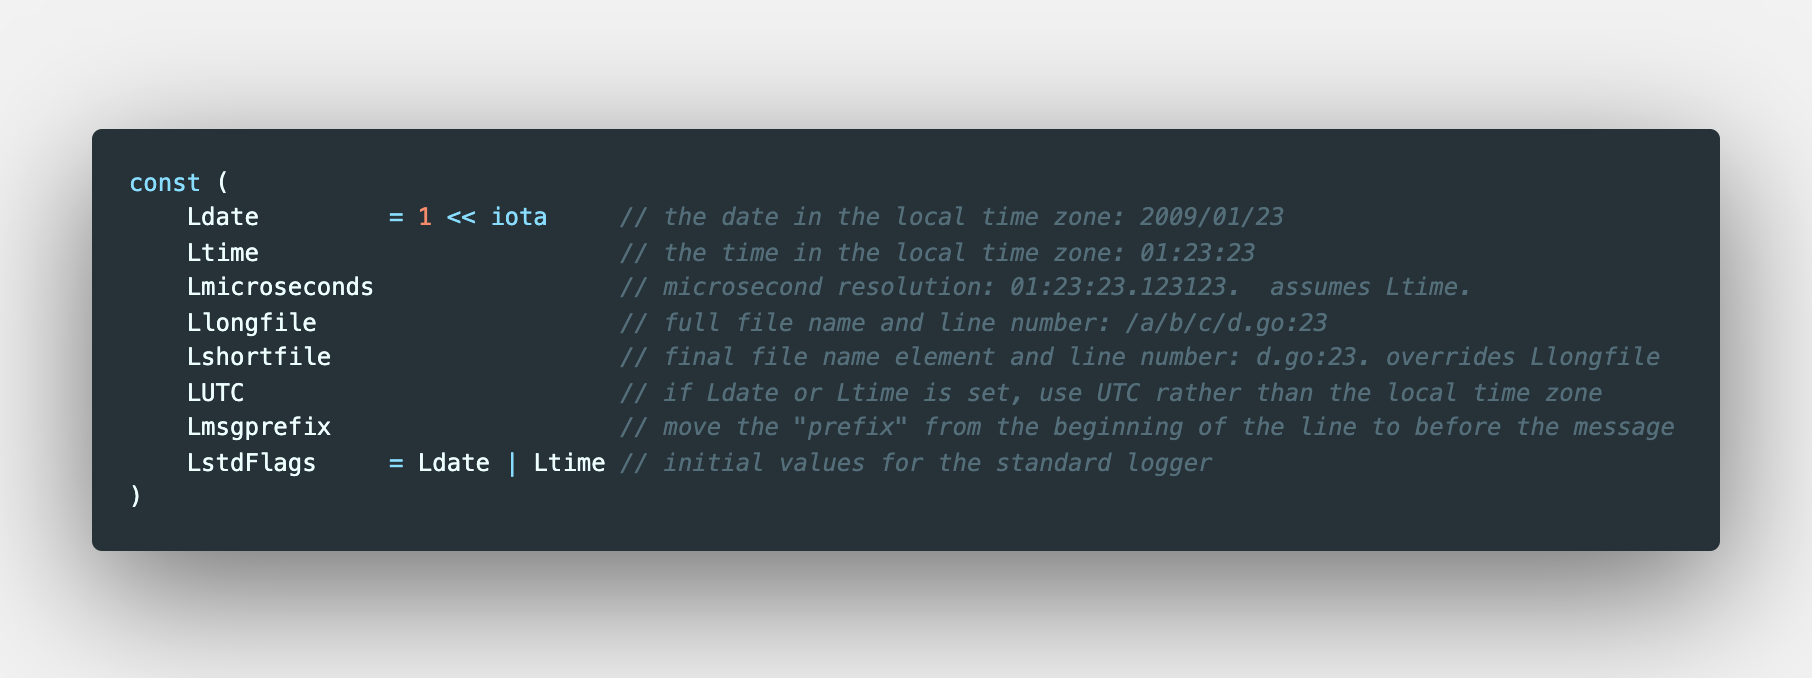 const (
    Ldate         = 1 << iota     // the date in the local time zone: 2009/01/23
    Ltime                         // the time in the local time zone: 01:23:23
    Lmicroseconds                 // microsecond resolution: 01:23:23.123123.  assumes Ltime.
    Llongfile                     // full file name and line number: /a/b/c/d.go:23
    Lshortfile                    // final file name element and line number: d.go:23. overrides Llongfile
    LUTC                          // if Ldate or Ltime is set, use UTC rather than the local time zone
    Lmsgprefix                    // move the "prefix" from the beginning of the line to before the message
    LstdFlags     = Ldate | Ltime // initial values for the standard logger
)